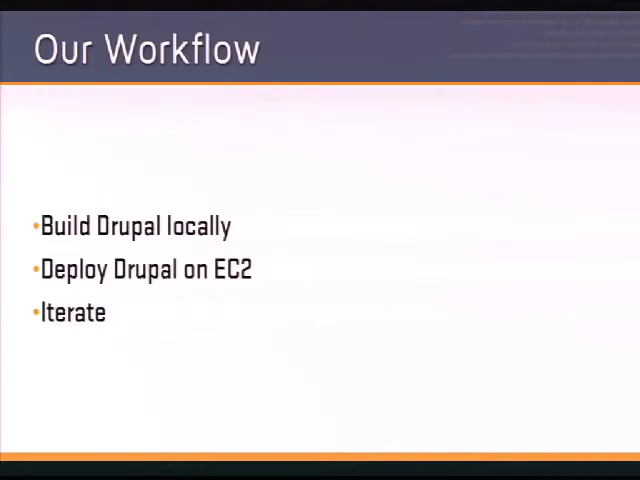 Our Workflow
•Build Drupal locally
•Deploy Drupal on EC2
•Iterate